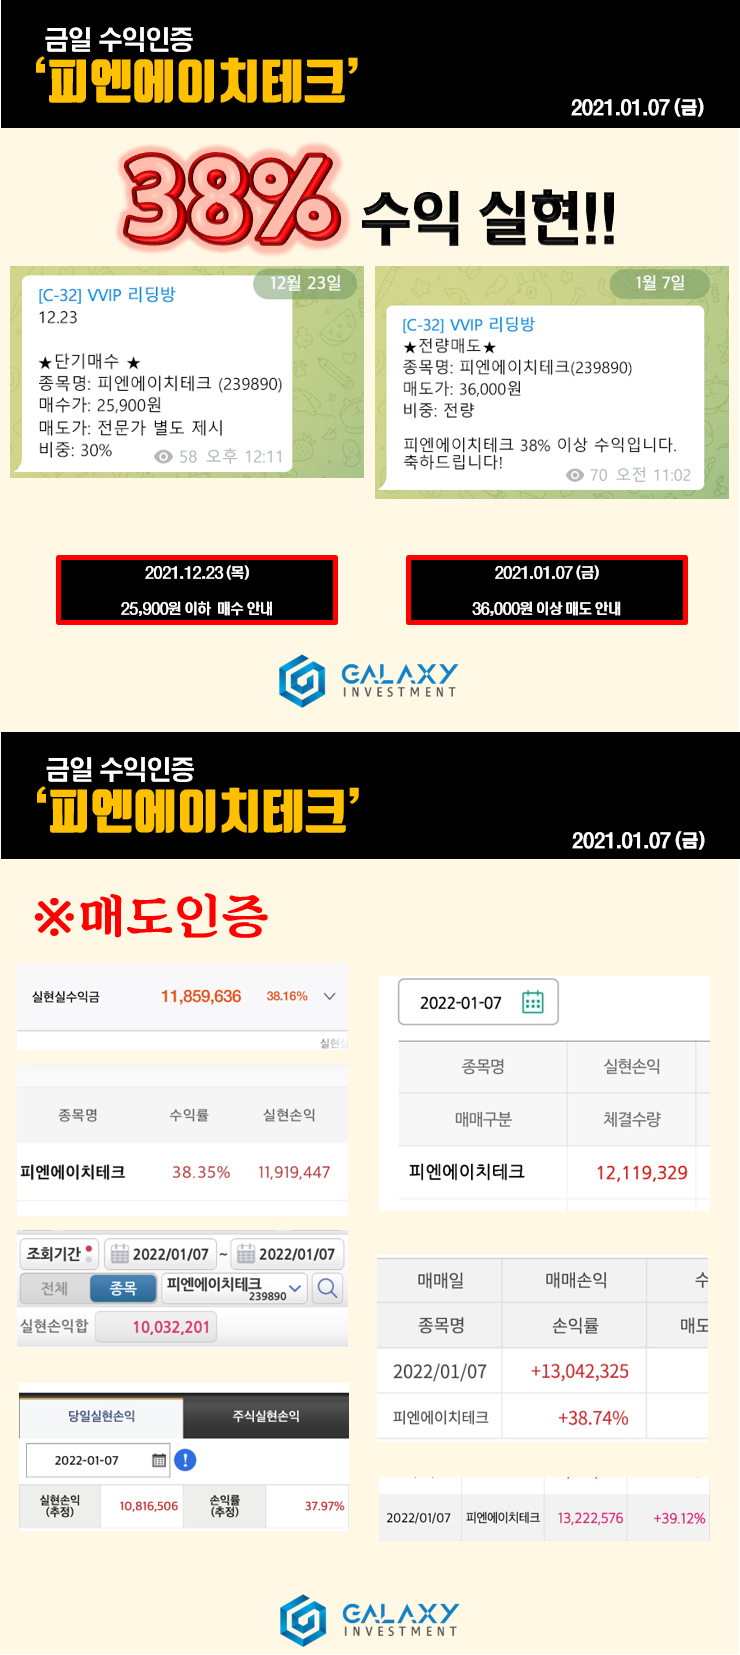 금일 수익인증
‘피엔에이치테크’
2021.01.07 (금)
38% 수익 실현!!
12월 23일
[C-32] VVIP 리딩방
12.23
★단기매수 ★
종목명: 피엔에이치테크 (239890)
매수가: 25,900원
매도가: 전문가 별도 제시
비중: 30%
58 오후 12:11
1월 7일
[C-32] VVIP 리딩방
★전량매도★
종목명: 피엔에이치테크(239890)
매도가: 36,000원
비중: 전량
피엔에이치테크 38% 이상 수익입니다.
축하드립니다!
70 오전 11:02
2021.12.23 (목)
25,900원 이하 매수 안내
2021.01.07 (금)
36,000원 이상 매도 안내
GALAXY
INVESTMENT
금일 수익인증
‘피엔에이치테크’
2021.01.07 (금)
※매도인증
실현실수익금 11,859,636 38.16%
실현실
종목명 수익률 실현손익
피엔에이치테크 38.35% 11,919,447
2022-01-07
종목명 실현손익
매매구분 체결수량
피엔에이치테크 12,119,329
조회기간 2022/01/07 ~ 2022/01/07
전체 종목 피엔에이치테크 239890
실현손익합 10,032,201
매매일 매매손익 수
종목명 손익률 매도
2022/01/07 +13,042,325
피엔에이치테크 +38.74%
당일실현손익 주식실현손익
2022-01-07
실현손익 (추정) 10,816,506 손익률 (추정) 37.97%
2022/01/07 피엔에이치테크 13,222,576 +39.12%
GALAXY
INVESTMENT